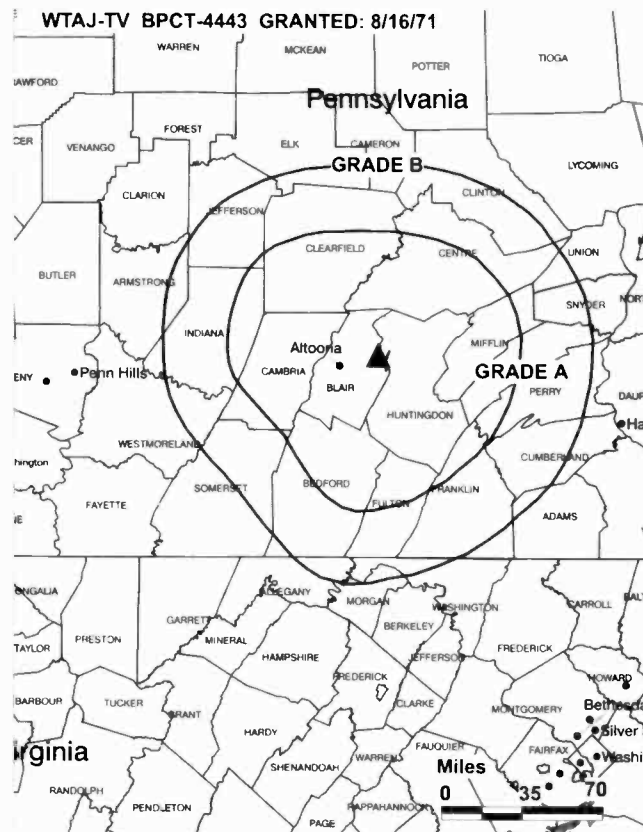 WTAJ-TV BPCT-4443 GRANTED: 8/16/71
WARREN
MCKEAN
POTTER
TIOGA
Pennsylvania
FOREST
VENANGO
ELK
CAMERON
LYCOMING
GRADE B
CLARION
CLINTON
JEFFERSON
CLEARFIELD
CENTRE
UNION
BUTLER
ARMSTRONG
SNYDER
INDIANA
MIFFLIN
Altoona
Penn Hills
CAMBRIA
BLAIR
GRADE A
PERRY
HUNTINGDON
WESTMORELAND
CUMBERLAND
SOMERSET
BEDFORD
FULTON
FRANKLIN
FAYETTE
ADAMS
ALLEGANY
MORGAN
WASHINGTON
CARROLL
GARRETT
BERKELEY
TAYLOR
PRESTON
MINERAL
FREDERICK
HAMPSHIRE
JEFFERSON
FREDERICK
HOWARD
BARBOUR
TUCKER
GRANT
CLARKE
MONTGOMERY
HARDY
FAUQUIER
FAIRFAX
SHENANDOAH
WARREN
Miles
RANDOLPH
PENDLETON
RAPPAHANNOCK
0 35 70
PAGE